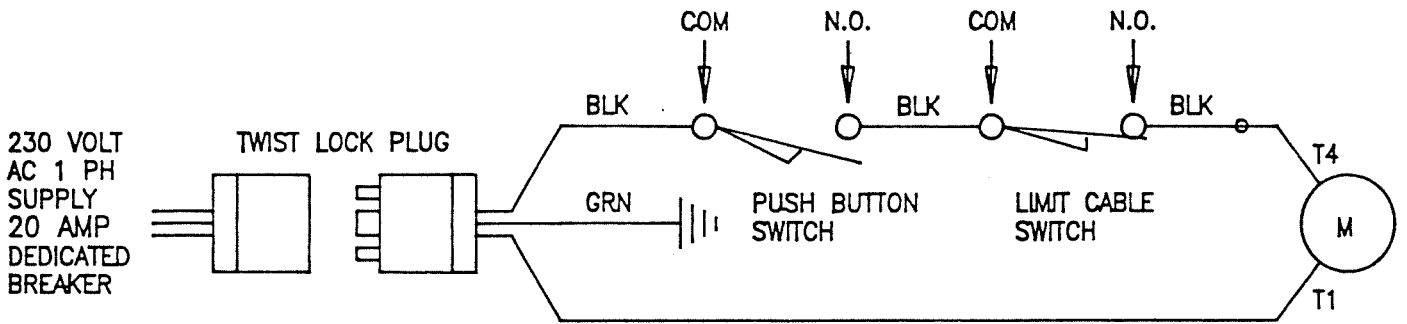 COM N.O. COM N.O.
BLK BLK BLK
230 VOLT
AC 1 PH
SUPPLY
20 AMP
DEDICATED
BREAKER
TWIST LOCK PLUG
GRN
PUSH BUTTON
SWITCH
LIMIT CABLE
SWITCH
T4
M
T1